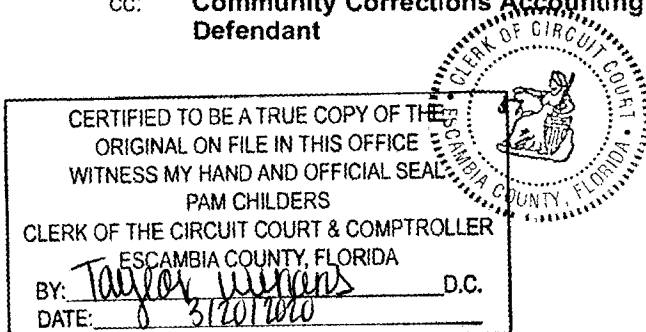 cc: Community Corrections Accounting
Defendant
CLERK OF CIRCUIT COURT
ESCAMBIA COUNTY, FLORIDA
CERTIFIED TO BE A TRUE COPY OF THE
ORIGINAL ON FILE IN THIS OFFICE
WITNESS MY HAND AND OFFICIAL SEAL
PAM CHILDERS
CLERK OF THE CIRCUIT COURT & COMPTROLLER
ESCAMBIA COUNTY, FLORIDA
BY: Taylor D.C.
DATE: 3/20/2020